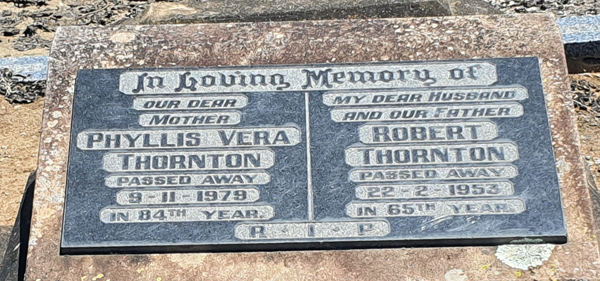 In Loving Memory of
OUR DEAR
MOTHER
PHYLLIS VERA
THORNTON
PASSED AWAY
9-11-1979
IN 84TH YEAR.
MY DEAR HUSBAND
AND OUR FATHER
ROBERT
THORNTON
PASSED AWAY
22-2-1953
IN 65TH YEAR.
R·I·P